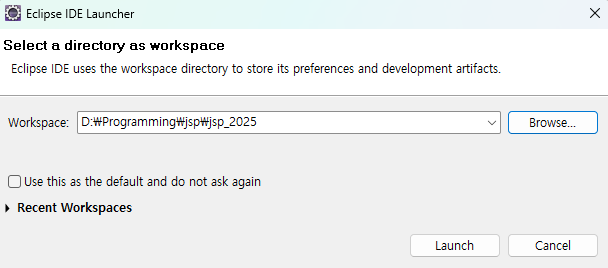 Eclipse IDE Launcher
Select a directory as workspace
Eclipse IDE uses the workspace directory to store its preferences and development artifacts.
Workspace: D:₩Programming₩jsp₩jsp_2025 Browse...
Use this as the default and do not ask again
Recent Workspaces
Launch Cancel